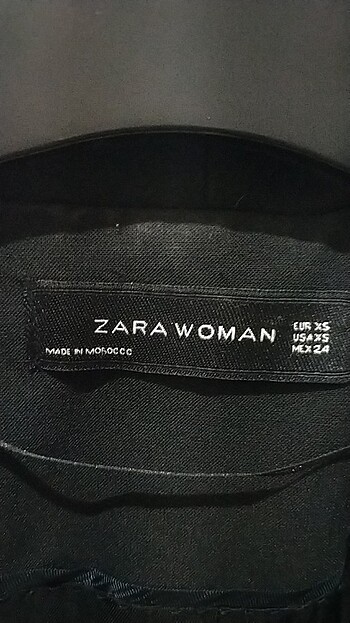 ZARA WOMAN
EUR XS
USA XS
MEX 24
MADE IN MOROCCO